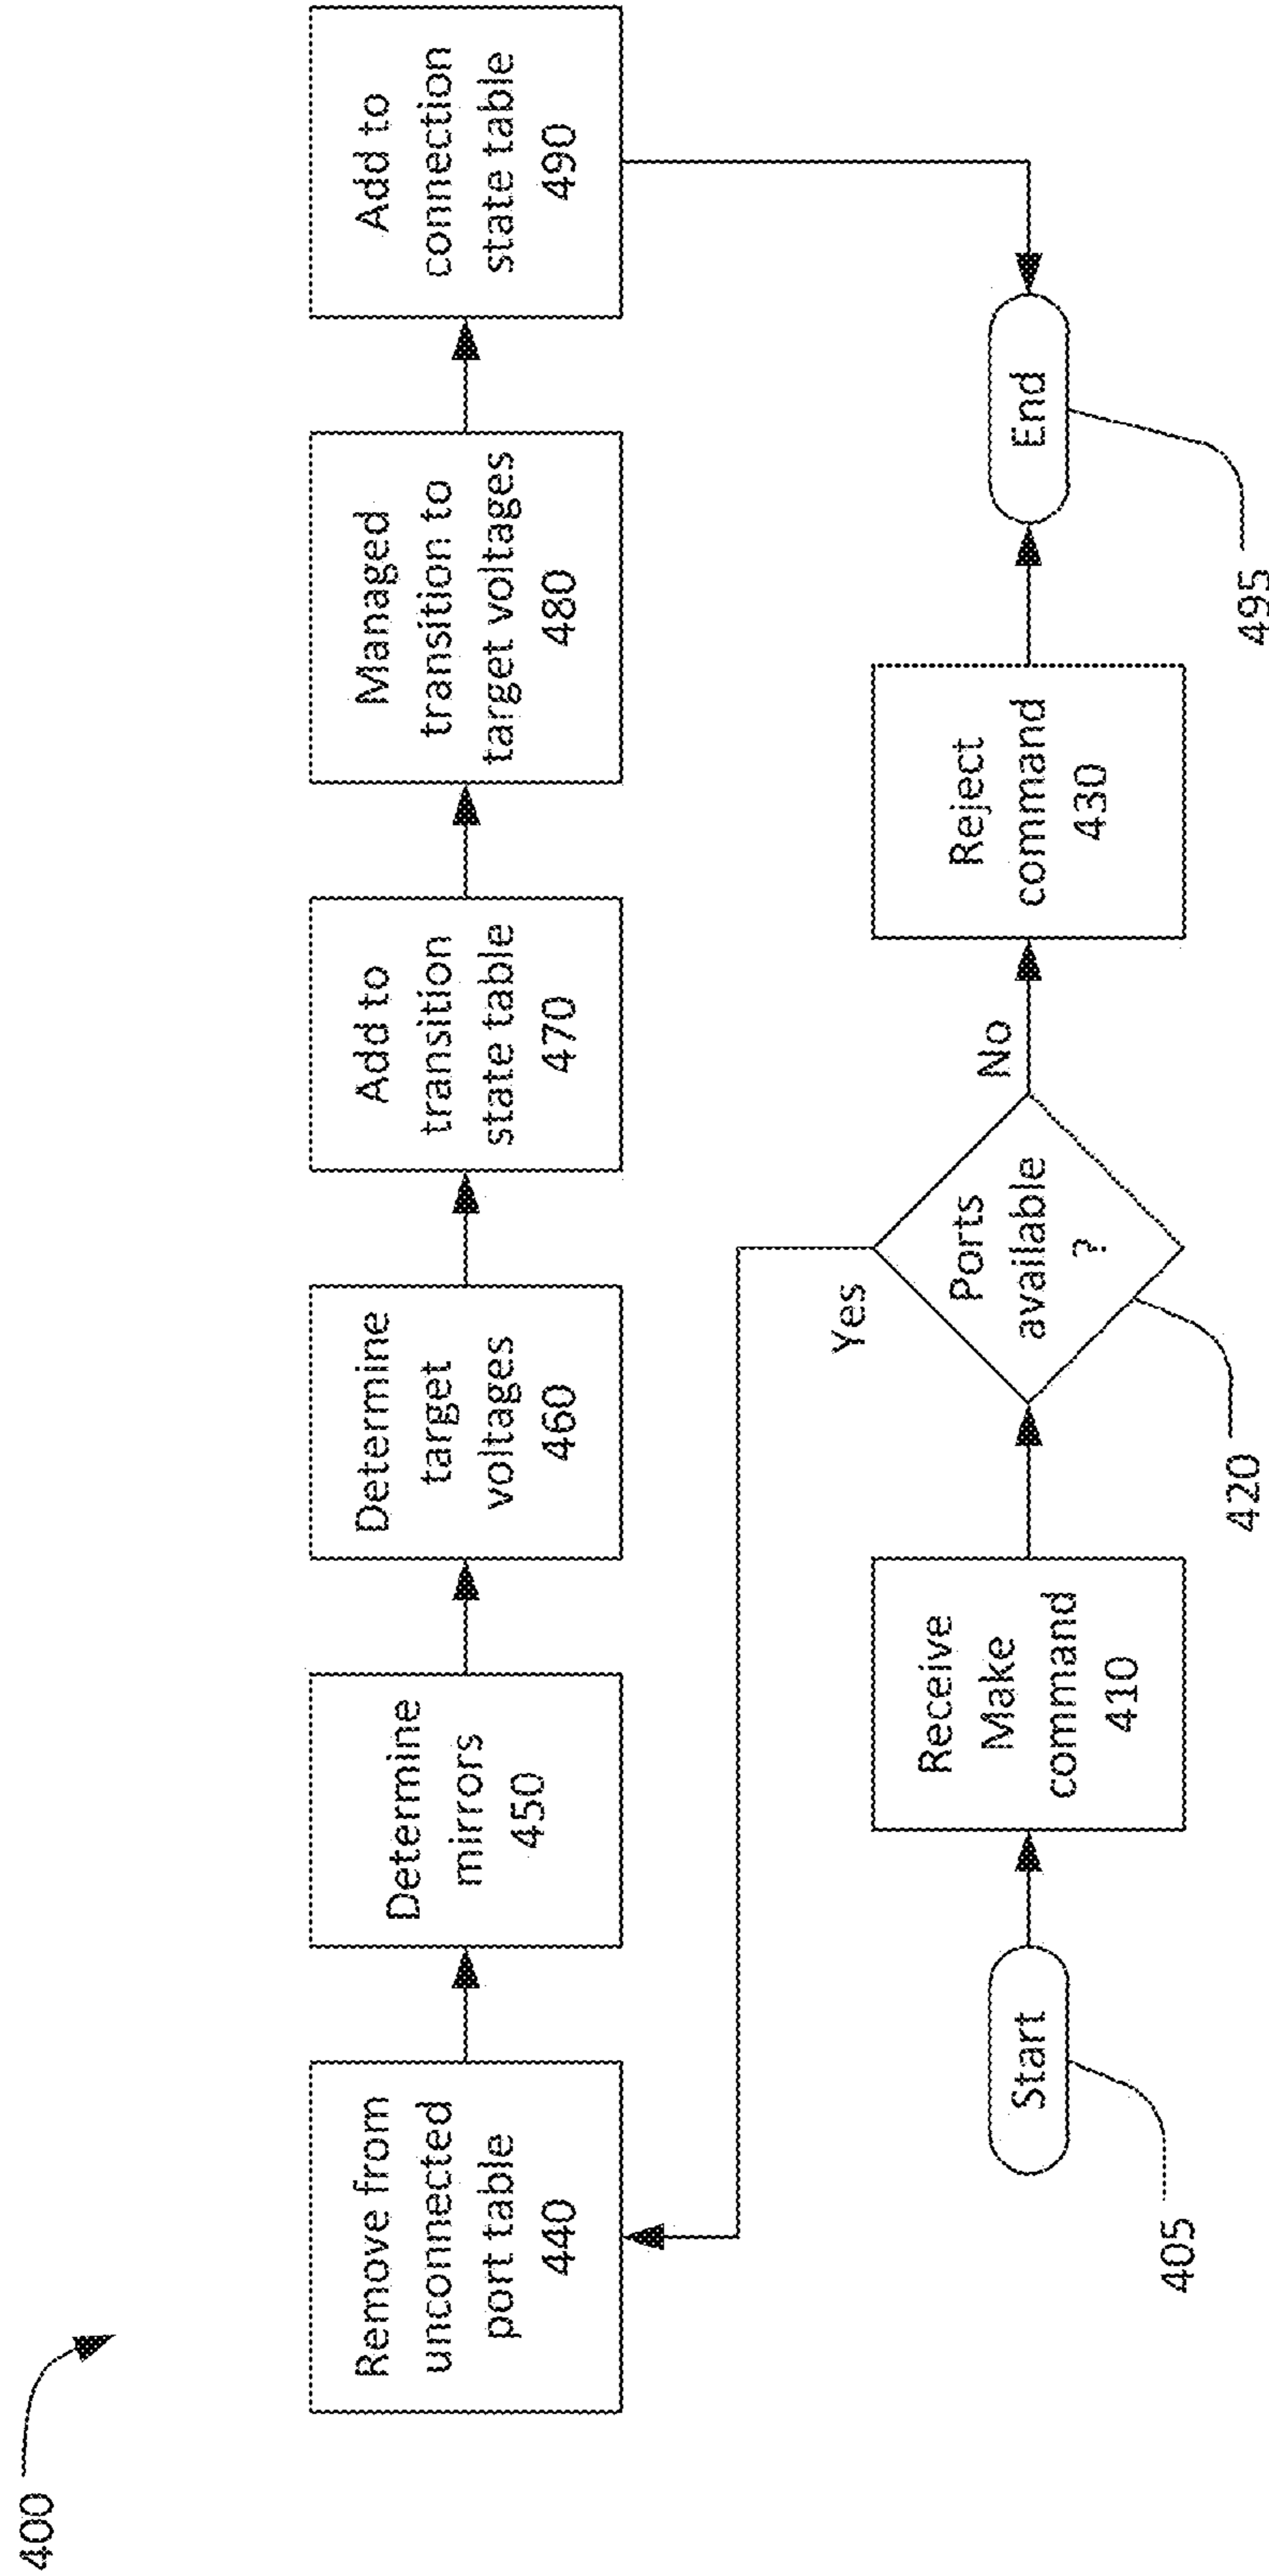 400
Remove from
unconnected
port table
440
Determine
mirrors
450
Determine
target
voltages
460
Add to
transition
state table
470
Managed
transition to
target voltages
480
Add to
connection
state table
490
Start
405
Receive
Make
command
410
Ports
available
?
420
Yes
No
Reject
command
430
End
495